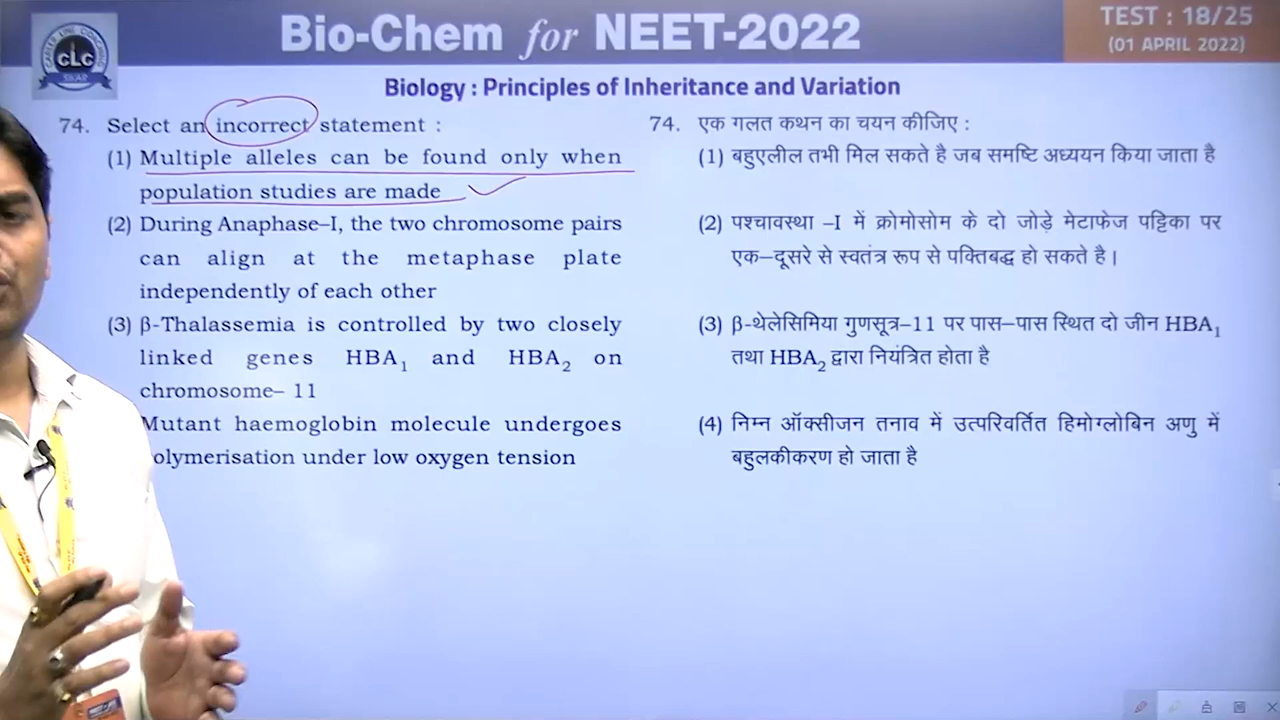 Bio-Chem for NEET-2022
TEST : 18/25
(01 APRIL 2022)
CAREER LINE COACHING
CLC
SIKAR
Biology : Principles of Inheritance and Variation
74. Select an incorrect statement :
(1) Multiple alleles can be found only when
population studies are made
(2) During Anaphase–I, the two chromosome pairs
can align at the metaphase plate
independently of each other
(3) β-Thalassemia is controlled by two closely
linked genes HBA₁ and HBA₂ on
chromosome– 11
Mutant haemoglobin molecule undergoes
olymerisation under low oxygen tension
74. एक गलत कथन का चयन कीजिए :
(1) बहुएलील तभी मिल सकते है जब समष्टि अध्ययन किया जाता है
(2) पश्चावस्था –I में क्रोमोसोम के दो जोड़े मेटाफेज पट्टिका पर
एक–दूसरे से स्वतंत्र रूप से पक्तिबद्ध हो सकते है।
(3) β-थेलेसिमिया गुणसूत्र–11 पर पास–पास स्थित दो जीन HBA₁
तथा HBA₂ द्वारा नियंत्रित होता है
(4) निम्न ऑक्सीजन तनाव में उत्परिवर्तित हिमोग्लोबिन अणु में
बहुलकीकरण हो जाता है